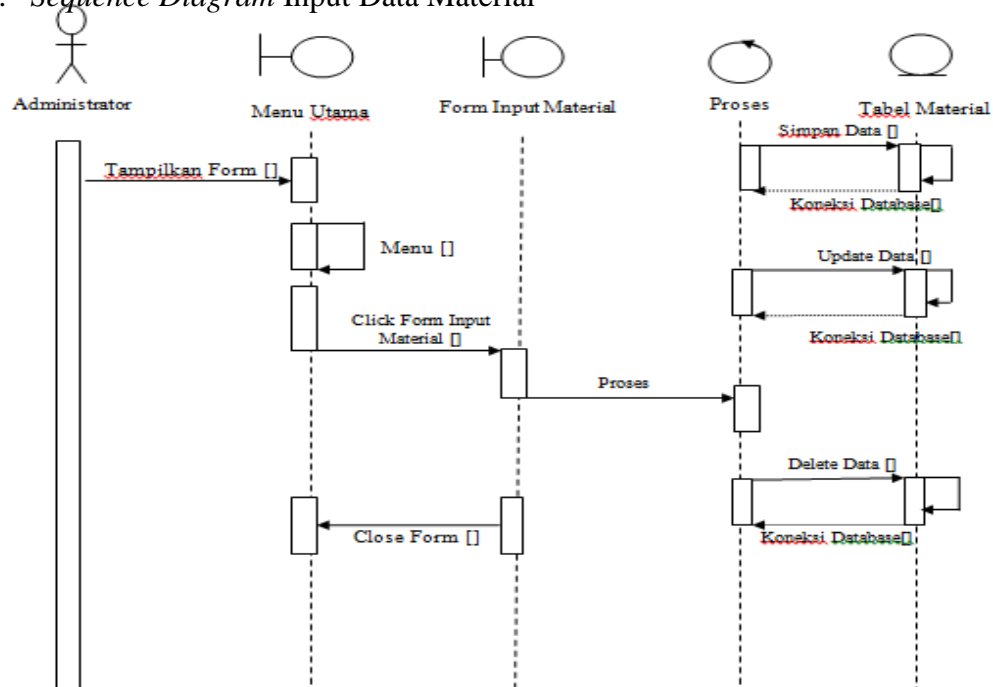 . Sequence Diagram Input Data Material
Administrator
Menu Utama
Form Input Material
Proses
Tabel Material
Simpan Data []
Tampilkan Form []
Koneksi Database[]
Menu []
Update Data []
Click Form Input
Material []
Koneksi Database[]
Proses
Delete Data []
Close Form []
Koneksi Database[]